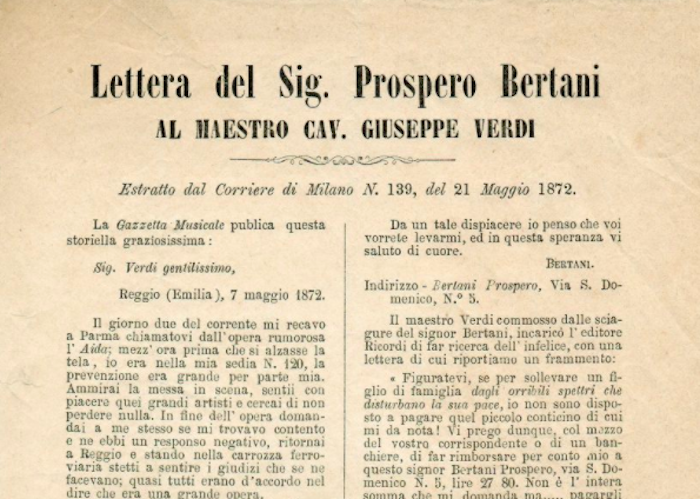 Lettera del Sig. Prospero Bertani
AL MAESTRO CAV. GIUSEPPE VERDI
Estratto dal Corriere di Milano N. 139, del 21 Maggio 1872.
La Gazzetta Musicale publica questa
storiella graziosissima:
Sig. Verdi gentilissimo,
Reggio (Emilia), 7 maggio 1872.
Il giorno due del corrente mi recavo
a Parma chiamatovi dall'opera rumorosa
l'Aida; mezz'ora prima che si alzasse la
tela, io era nella mia sedia N. 120, la
prevenzione era grande per parte mia.
Ammirai la messa in scena, sentii con
piacere quei grandi artisti e cercai di non
perdere nulla. In fine dell'opera doman-
dai a me stesso se mi trovavo contento
e ne ebbi un responso negativo, ritornai
a Reggio e stando nella carrozza ferro-
viaria stetti a sentire i giudizi che se ne
facevano; quasi tutti erano d'accordo nel
dire che era una grande opera.
Da un tale dispiacere io penso che voi
vorrete levarmi, ed in questa speranza vi
saluto di cuore.
BERTANI.
Indirizzo - Bertani Prospero, Via S. Do-
menico, N.° 5.
Il maestro Verdi commosso dalle scia-
gure del signor Bertani, incaricò l'editore
Ricordi di far ricerca dell'infelice, con una
lettera di cui riportiamo un frammento:
« Figuratevi, se per sollevare un fi-
glio di famiglia dagli orribili spettri che
disturbano la sua pace, io non sono dispo-
sto a pagare quel piccolo conticino di cui
mi da nota! Vi prego dunque, col mezzo
del vostro corrispondente o di un ban-
chiere, di far rimborsare per conto mio a
questo signor Bertani Prospero, via S. Do-
menico N. 5, lire 27 80. Non è l'intera
somma che mi domanda ma..... pagargli